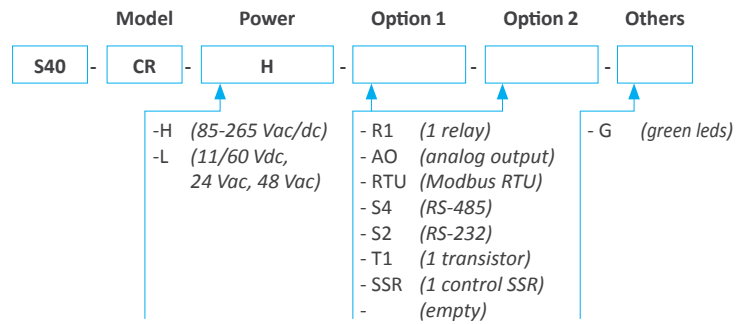 Model Power Option 1 Option 2 Others
S40 - CR - H - - -
-H (85-265 Vac/dc) - R1 (1 relay) - G (green leds)
-L (11/60 Vdc, - AO (analog output)
24 Vac, 48 Vac) - RTU (Modbus RTU)
- S4 (RS-485)
- S2 (RS-232)
- T1 (1 transistor)
- SSR (1 control SSR)
- (empty)